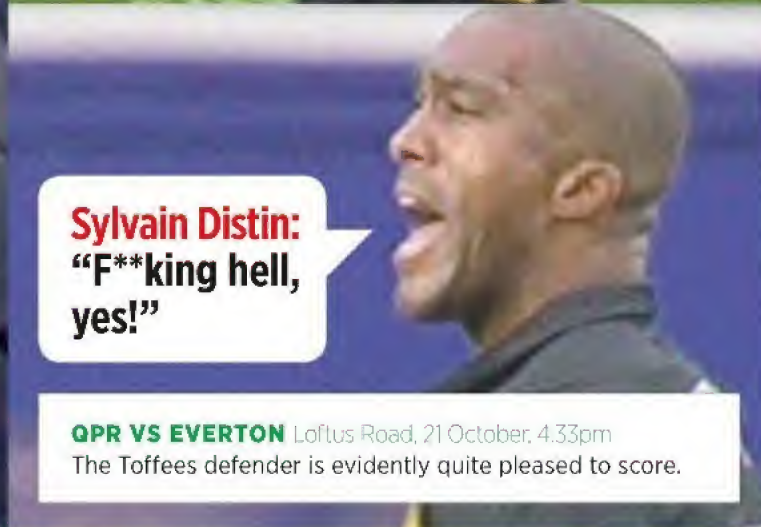 Sylvain Distin:
“F**king hell,
yes!”
QPR VS EVERTON Loftus Road, 21 October, 4.33pm
The Toffees defender is evidently quite pleased to score.